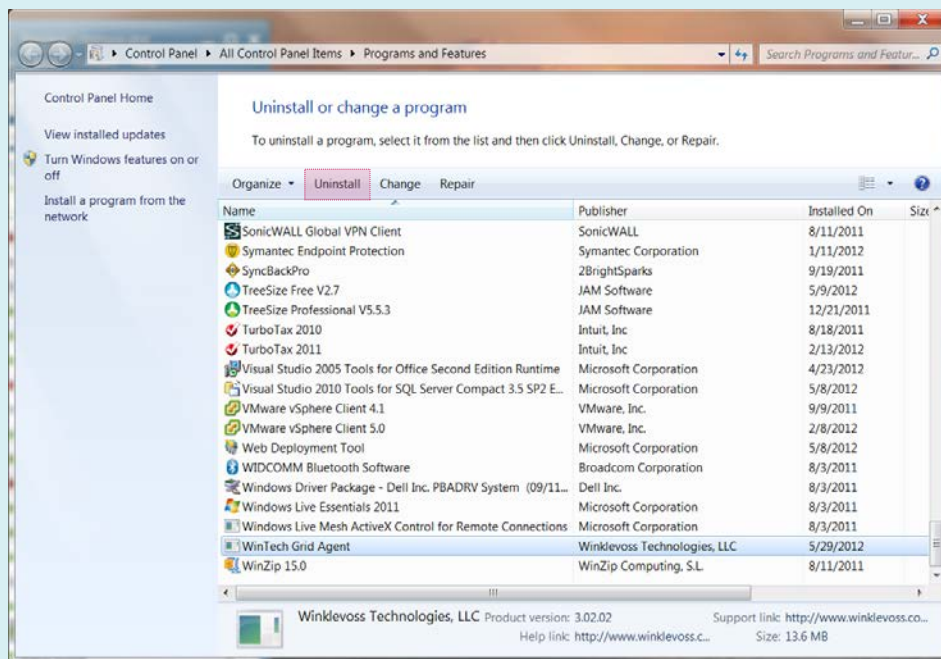 Control Panel ▸ All Control Panel Items ▸ Programs and Features
Search Programs and Featur...
Control Panel Home
View installed updates
Turn Windows features on or
off
Install a program from the
network
Uninstall or change a program
To uninstall a program, select it from the list and then click Uninstall, Change, or Repair.
Organize Uninstall Change Repair
Name Publisher Installed On Size
SonicWALL Global VPN Client SonicWALL 8/11/2011
Symantec Endpoint Protection Symantec Corporation 1/11/2012
SyncBackPro 2BrightSparks 9/19/2011
TreeSize Free V2.7 JAM Software 5/9/2012
TreeSize Professional V5.5.3 JAM Software 12/21/2011
TurboTax 2010 Intuit, Inc 8/18/2011
TurboTax 2011 Intuit, Inc 2/13/2012
Visual Studio 2005 Tools for Office Second Edition Runtime Microsoft Corporation 4/23/2012
Visual Studio 2010 Tools for SQL Server Compact 3.5 SP2 E... Microsoft Corporation 5/8/2012
VMware vSphere Client 4.1 VMware, Inc. 9/9/2011
VMware vSphere Client 5.0 VMware, Inc. 2/8/2012
Web Deployment Tool Microsoft Corporation 5/8/2012
WIDCOMM Bluetooth Software Broadcom Corporation 8/3/2011
Windows Driver Package - Dell Inc. PBADRV System (09/11... Dell Inc. 8/3/2011
Windows Live Essentials 2011 Microsoft Corporation 8/3/2011
Windows Live Mesh ActiveX Control for Remote Connections Microsoft Corporation 8/3/2011
WinTech Grid Agent Winklevoss Technologies, LLC 5/29/2012
WinZip 15.0 WinZip Computing, S.L. 8/11/2011
Winklevoss Technologies, LLC Product version: 3.02.02 Support link: http://www.winklevoss.co...
Help link: http://www.winklevoss.c... Size: 13.6 MB